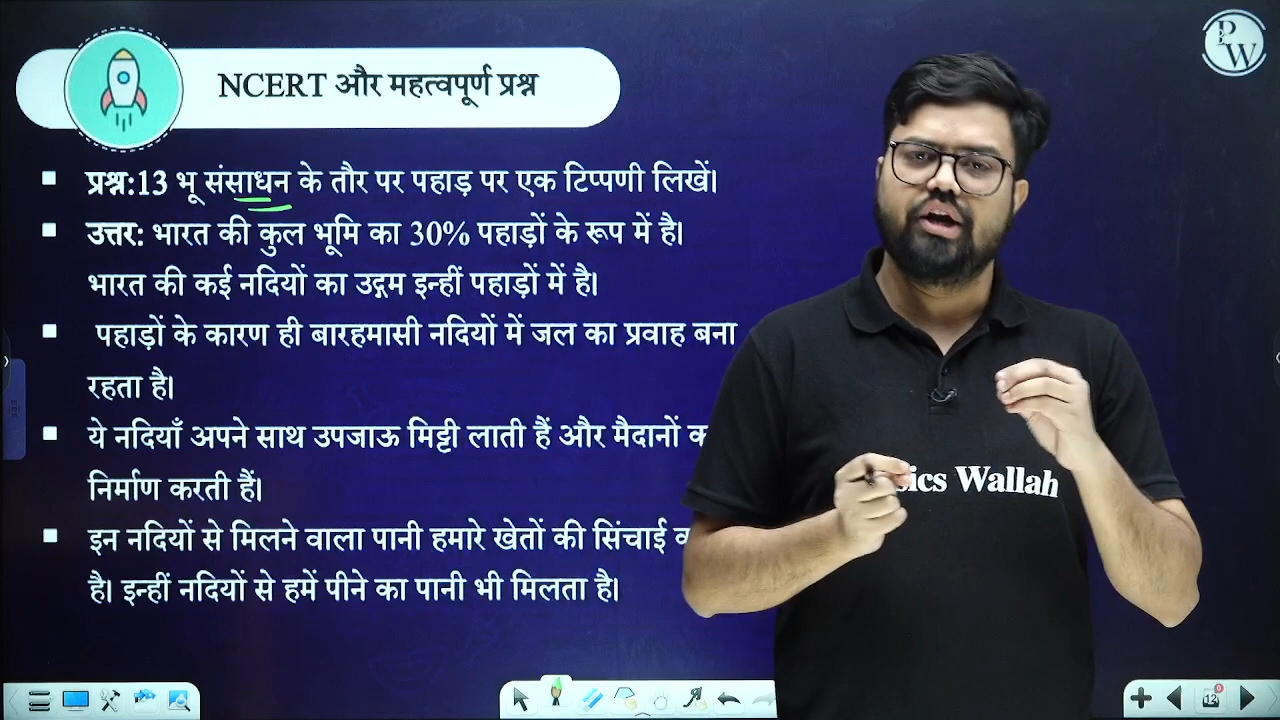 PW
NCERT और महत्वपूर्ण प्रश्न
प्रश्न:13 भू संसाधन के तौर पर पहाड़ पर एक टिप्पणी लिखें।
उत्तर: भारत की कुल भूमि का 30% पहाड़ों के रूप में है।
भारत की कई नदियों का उद्गम इन्हीं पहाड़ों में है।
पहाड़ों के कारण ही बारहमासी नदियों में जल का प्रवाह बना
रहता है।
ये नदियाँ अपने साथ उपजाऊ मिट्टी लाती हैं और मैदानों
निर्माण करती हैं।
इन नदियों से मिलने वाला पानी हमारे खेतों की सिंचाई
है। इन्हीं नदियों से हमें पीने का पानी भी मिलता है।
Wallah
12